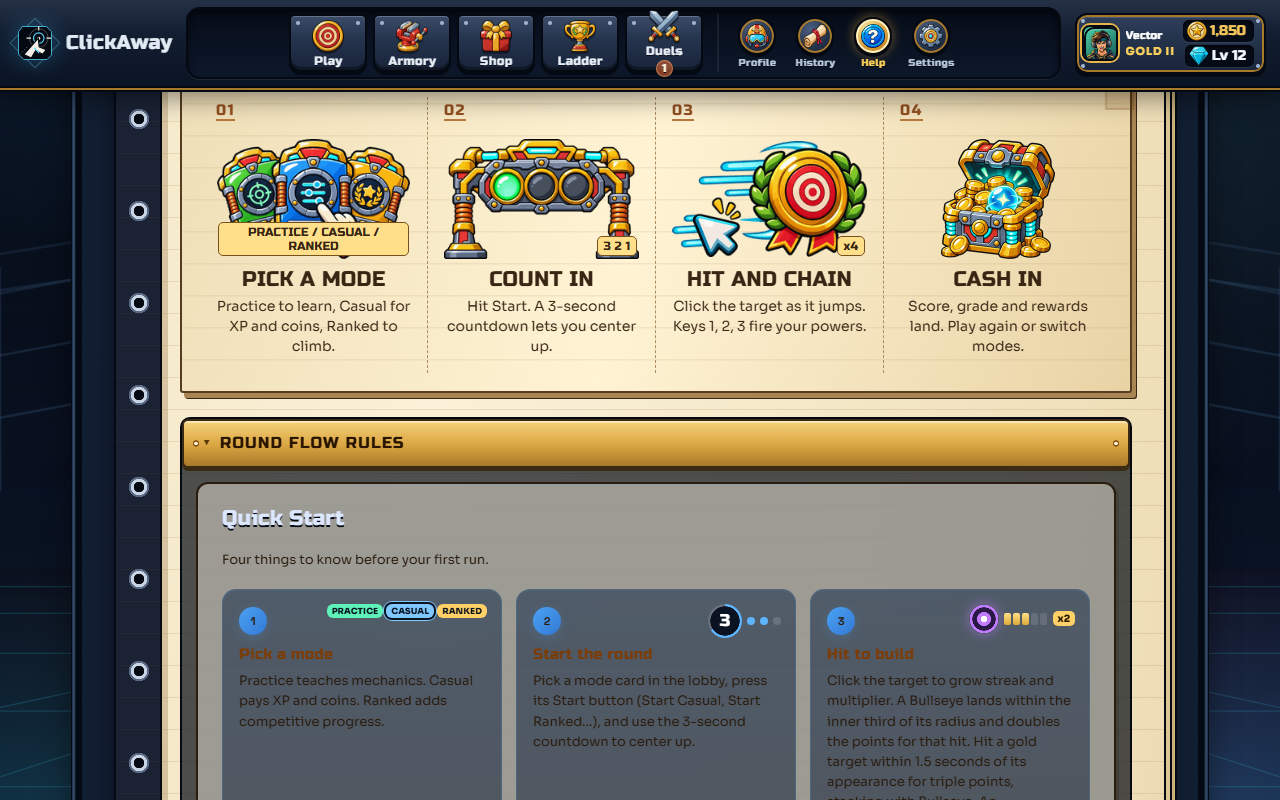 ClickAway
Play
Armory
Shop
Ladder
Duels
1
Profile
History
Help
Settings
Vector
GOLD II
1,850
Lv 12
01
02
03
04
PRACTICE / CASUAL /
RANKED
3 2 1
x4
PICK A MODE
COUNT IN
HIT AND CHAIN
CASH IN
Practice to learn, Casual for
XP and coins, Ranked to
climb.
Hit Start. A 3-second
countdown lets you center
up.
Click the target as it jumps.
Keys 1, 2, 3 fire your powers.
Score, grade and rewards
land. Play again or switch
modes.
ROUND FLOW RULES
Quick Start
Four things to know before your first run.
1
PRACTICE
CASUAL
RANKED
Pick a mode
Practice teaches mechanics. Casual
pays XP and coins. Ranked adds
competitive progress.
2
3
Start the round
Pick a mode card in the lobby, press
its Start button (Start Casual, Start
Ranked...), and use the 3-second
countdown to center up.
3
x2
Hit to build
Click the target to grow streak and
multiplier. A Bullseye lands within the
inner third of its radius and doubles
the points for that hit. Hit a gold
target within 1.5 seconds of its
appearance for triple points,
stacking with Bullseye. An